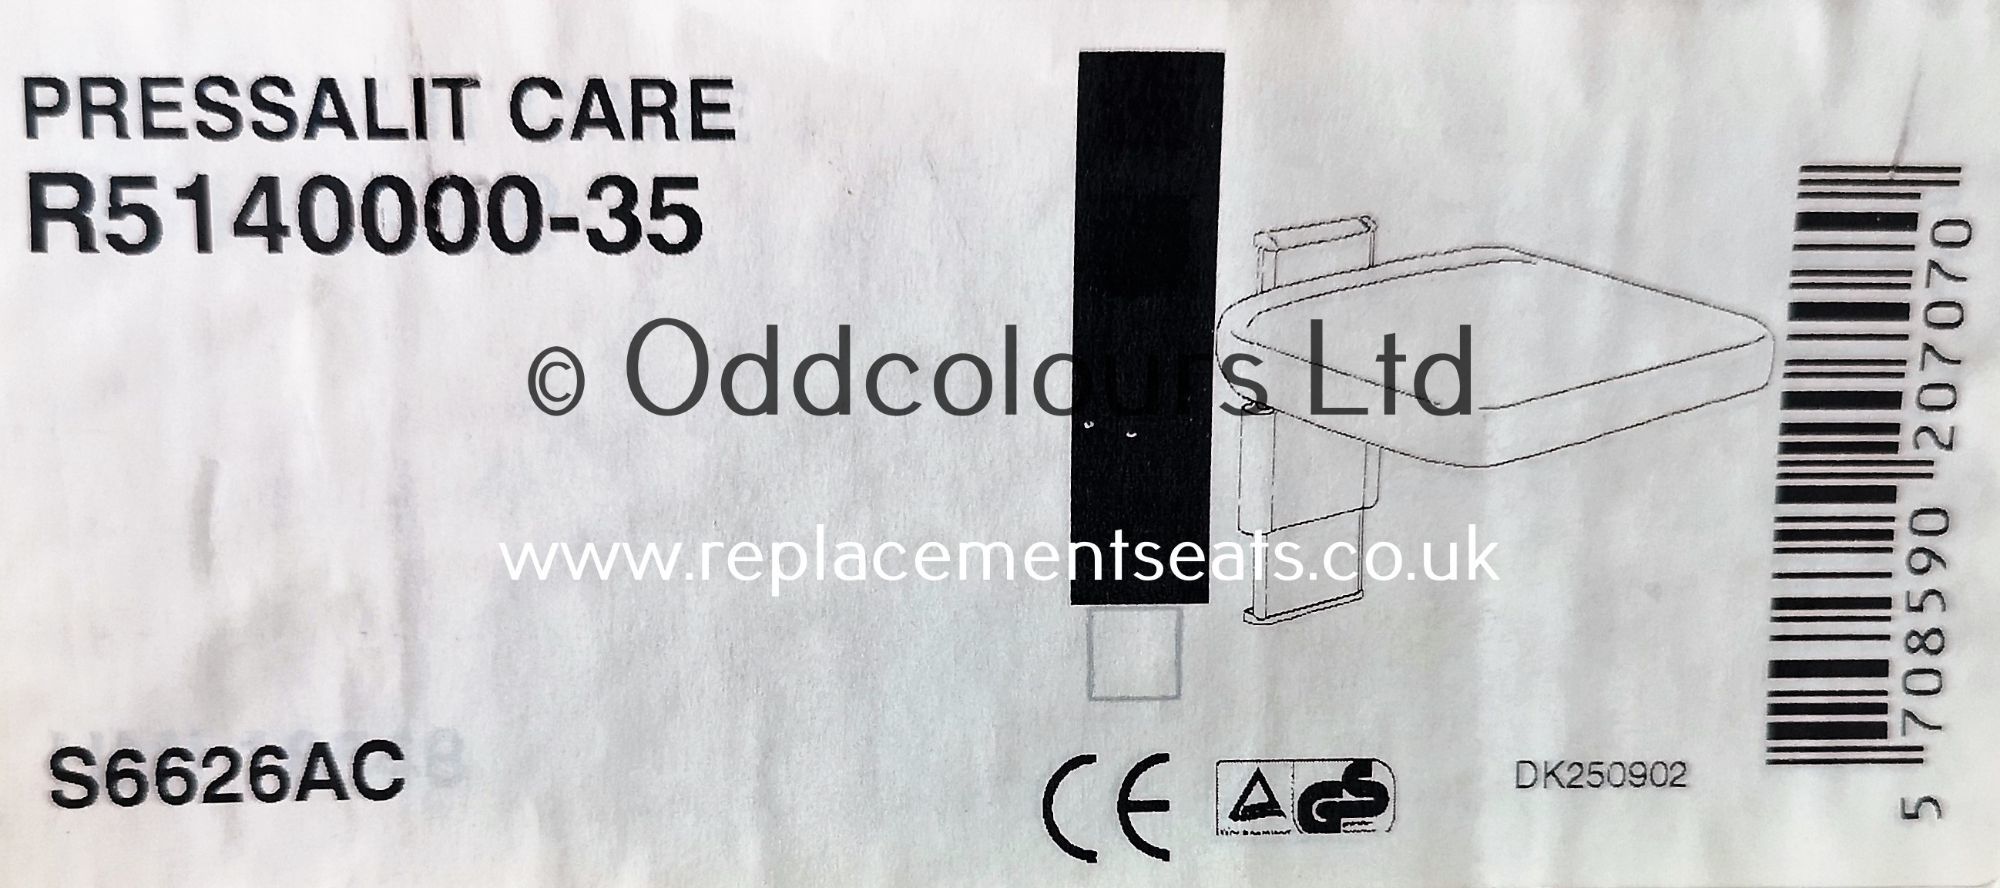 PRESSALIT CARE
R5140000-35
© Oddcolours Ltd
www.replacementseats.co.uk
S6626AC
CE
GS
DK250902
5 708590 207070